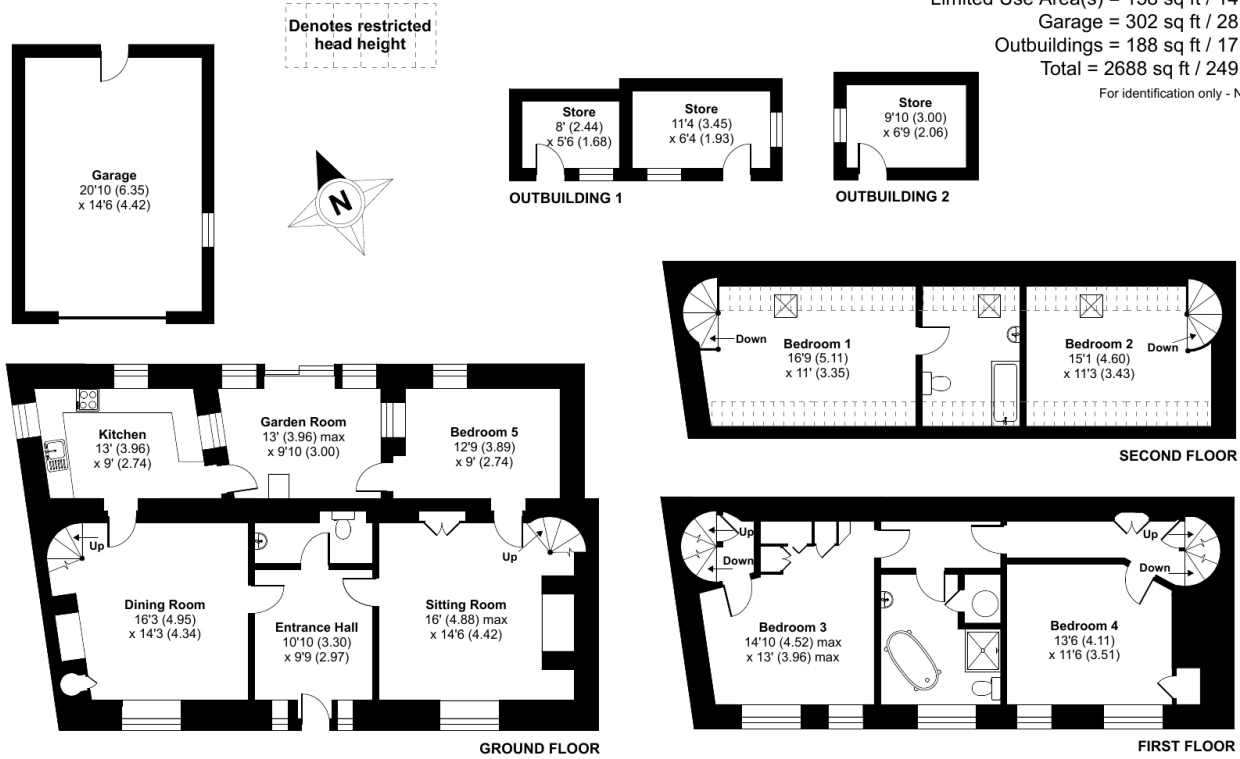 Denotes restricted
head height
Limited Use Area(s) = 158 sq ft / 14
Garage = 302 sq ft / 28
Outbuildings = 188 sq ft / 17
Total = 2688 sq ft / 249
For identification only - N
Garage
20'10 (6.35)
x 14'6 (4.42)
N
Store
8' (2.44)
x 5'6 (1.68)
Store
11'4 (3.45)
x 6'4 (1.93)
OUTBUILDING 1
Store
9'10 (3.00)
x 6'9 (2.06)
OUTBUILDING 2
Down
Bedroom 1
16'9 (5.11)
x 11' (3.35)
Bedroom 2
15'1 (4.60)
x 11'3 (3.43)
Down
SECOND FLOOR
Kitchen
13' (3.96)
x 9' (2.74)
Garden Room
13' (3.96) max
x 9'10 (3.00)
Bedroom 5
12'9 (3.89)
x 9' (2.74)
Up
Up
Dining Room
16'3 (4.95)
x 14'3 (4.34)
Entrance Hall
10'10 (3.30)
x 9'9 (2.97)
Sitting Room
16' (4.88) max
x 14'6 (4.42)
GROUND FLOOR
Up
Down
Up
Down
Bedroom 3
14'10 (4.52) max
x 13' (3.96) max
Bedroom 4
13'6 (4.11)
x 11'6 (3.51)
FIRST FLOOR